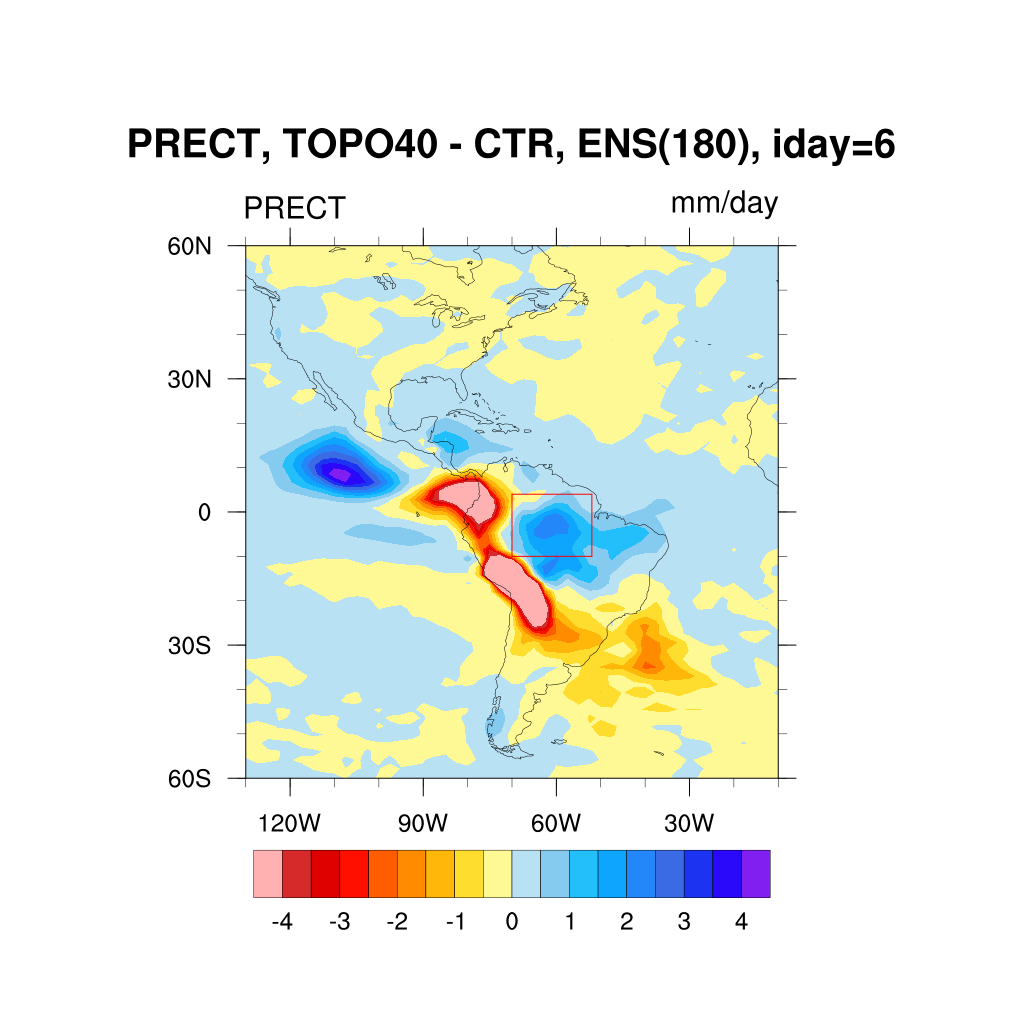 PRECT, TOPO40 - CTR, ENS(180), iday=6
PRECT mm/day
60N
30N
0
30S
60S
120W 90W 60W 30W
-4 -3 -2 -1 0 1 2 3 4